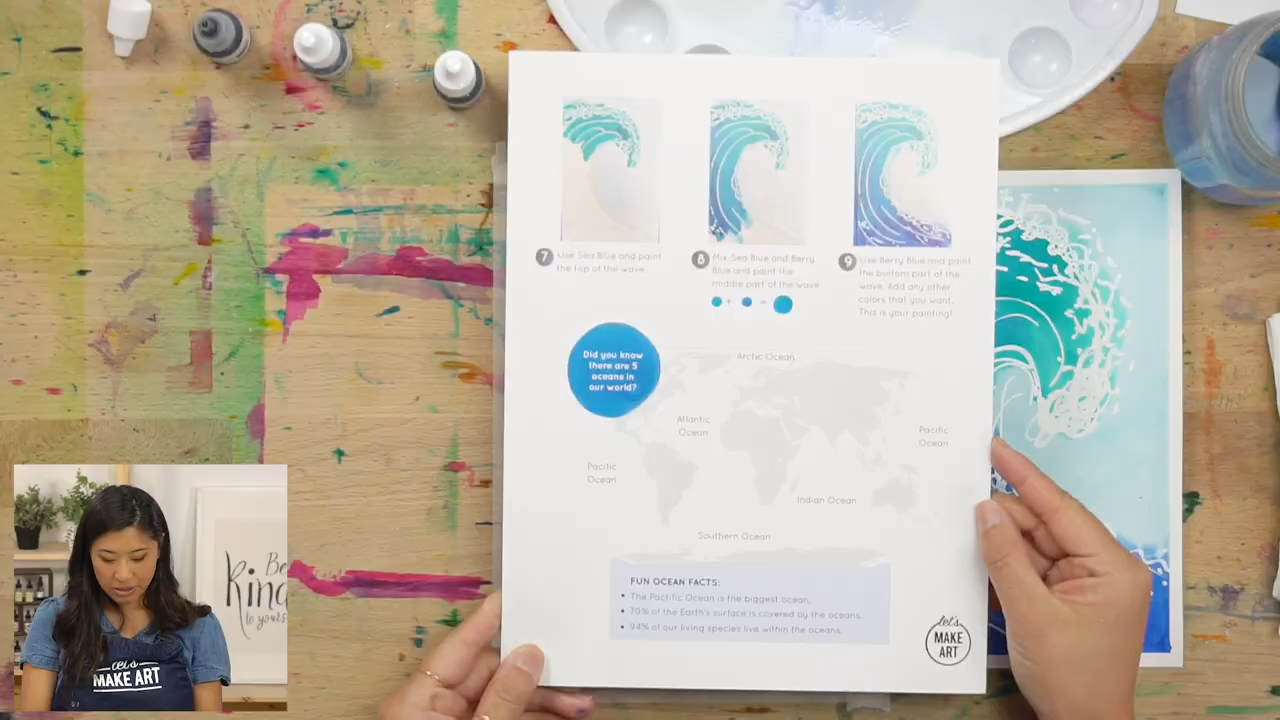 7
Use Sea Blue and paint
the top of the wave.
8
Mix Sea Blue and Berry
Blue and paint the
middle part of the wave.
+ =
9
Use Berry Blue and paint
the bottom part of the
wave. Add any other
colors that you want.
This is your painting!
Did you know
there are 5
oceans in
our world?
Arctic Ocean
Atlantic
Ocean
Pacific
Ocean
Pacific
Ocean
Indian Ocean
Southern Ocean
FUN OCEAN FACTS:
• The Pacific Ocean is the biggest ocean.
• 70% of the Earth's surface is covered by the oceans.
• 94% of our living species live within the oceans.
let's
MAKE
ART
Be
kind
to yours
let's
MAKE ART